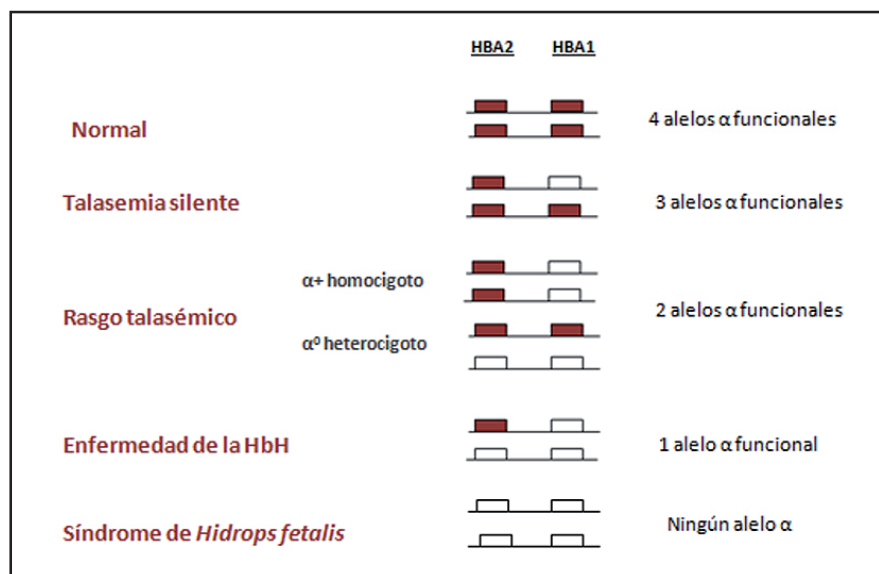 HBA2 HBA1
Normal 4 alelos α funcionales
Talasemia silente 3 alelos α funcionales
α+ homocigoto
Rasgo talasémico 2 alelos α funcionales
α⁰ heterocigoto
Enfermedad de la HbH 1 alelo α funcional
Síndrome de Hidrops fetalis Ningún alelo α